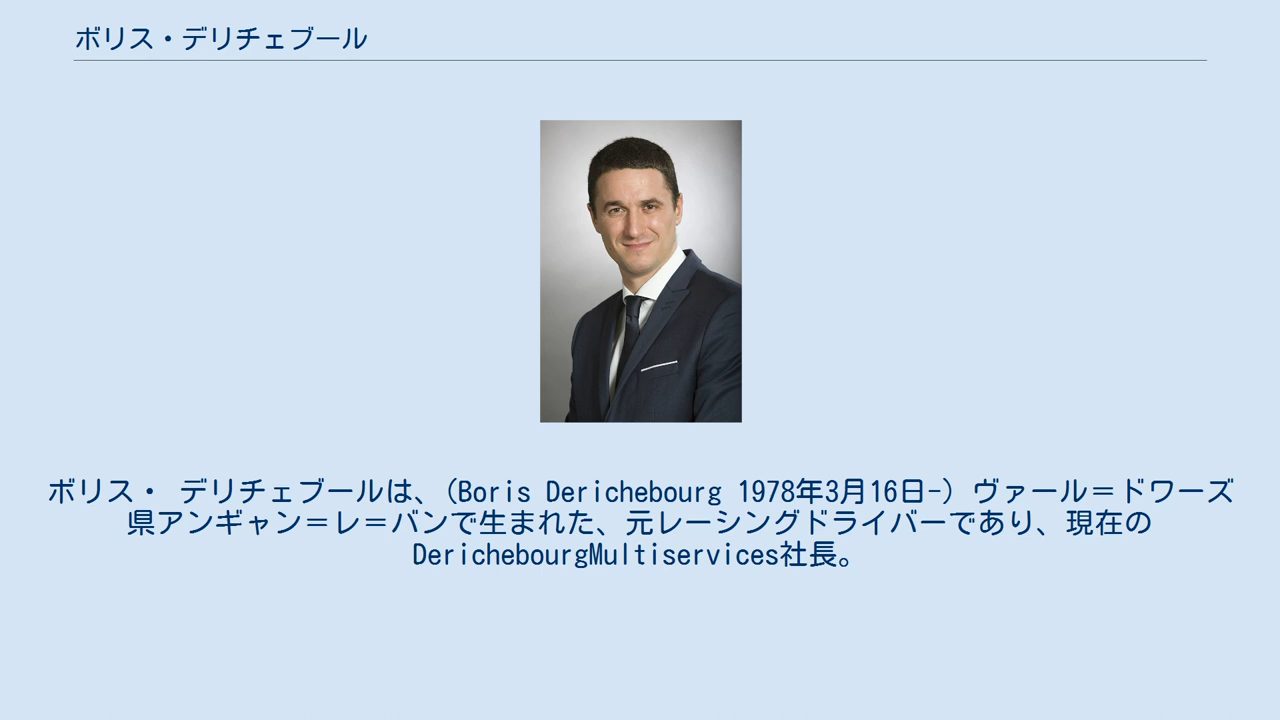 ボリス・デリチェブール
ボリス・ デリチェブールは、(Boris Derichebourg 1978年3月16日-) ヴァール＝ドワーズ
県アンギャン＝レ＝バンで生まれた、元レーシングドライバーであり、現在の
DerichebourgMultiservices社長。